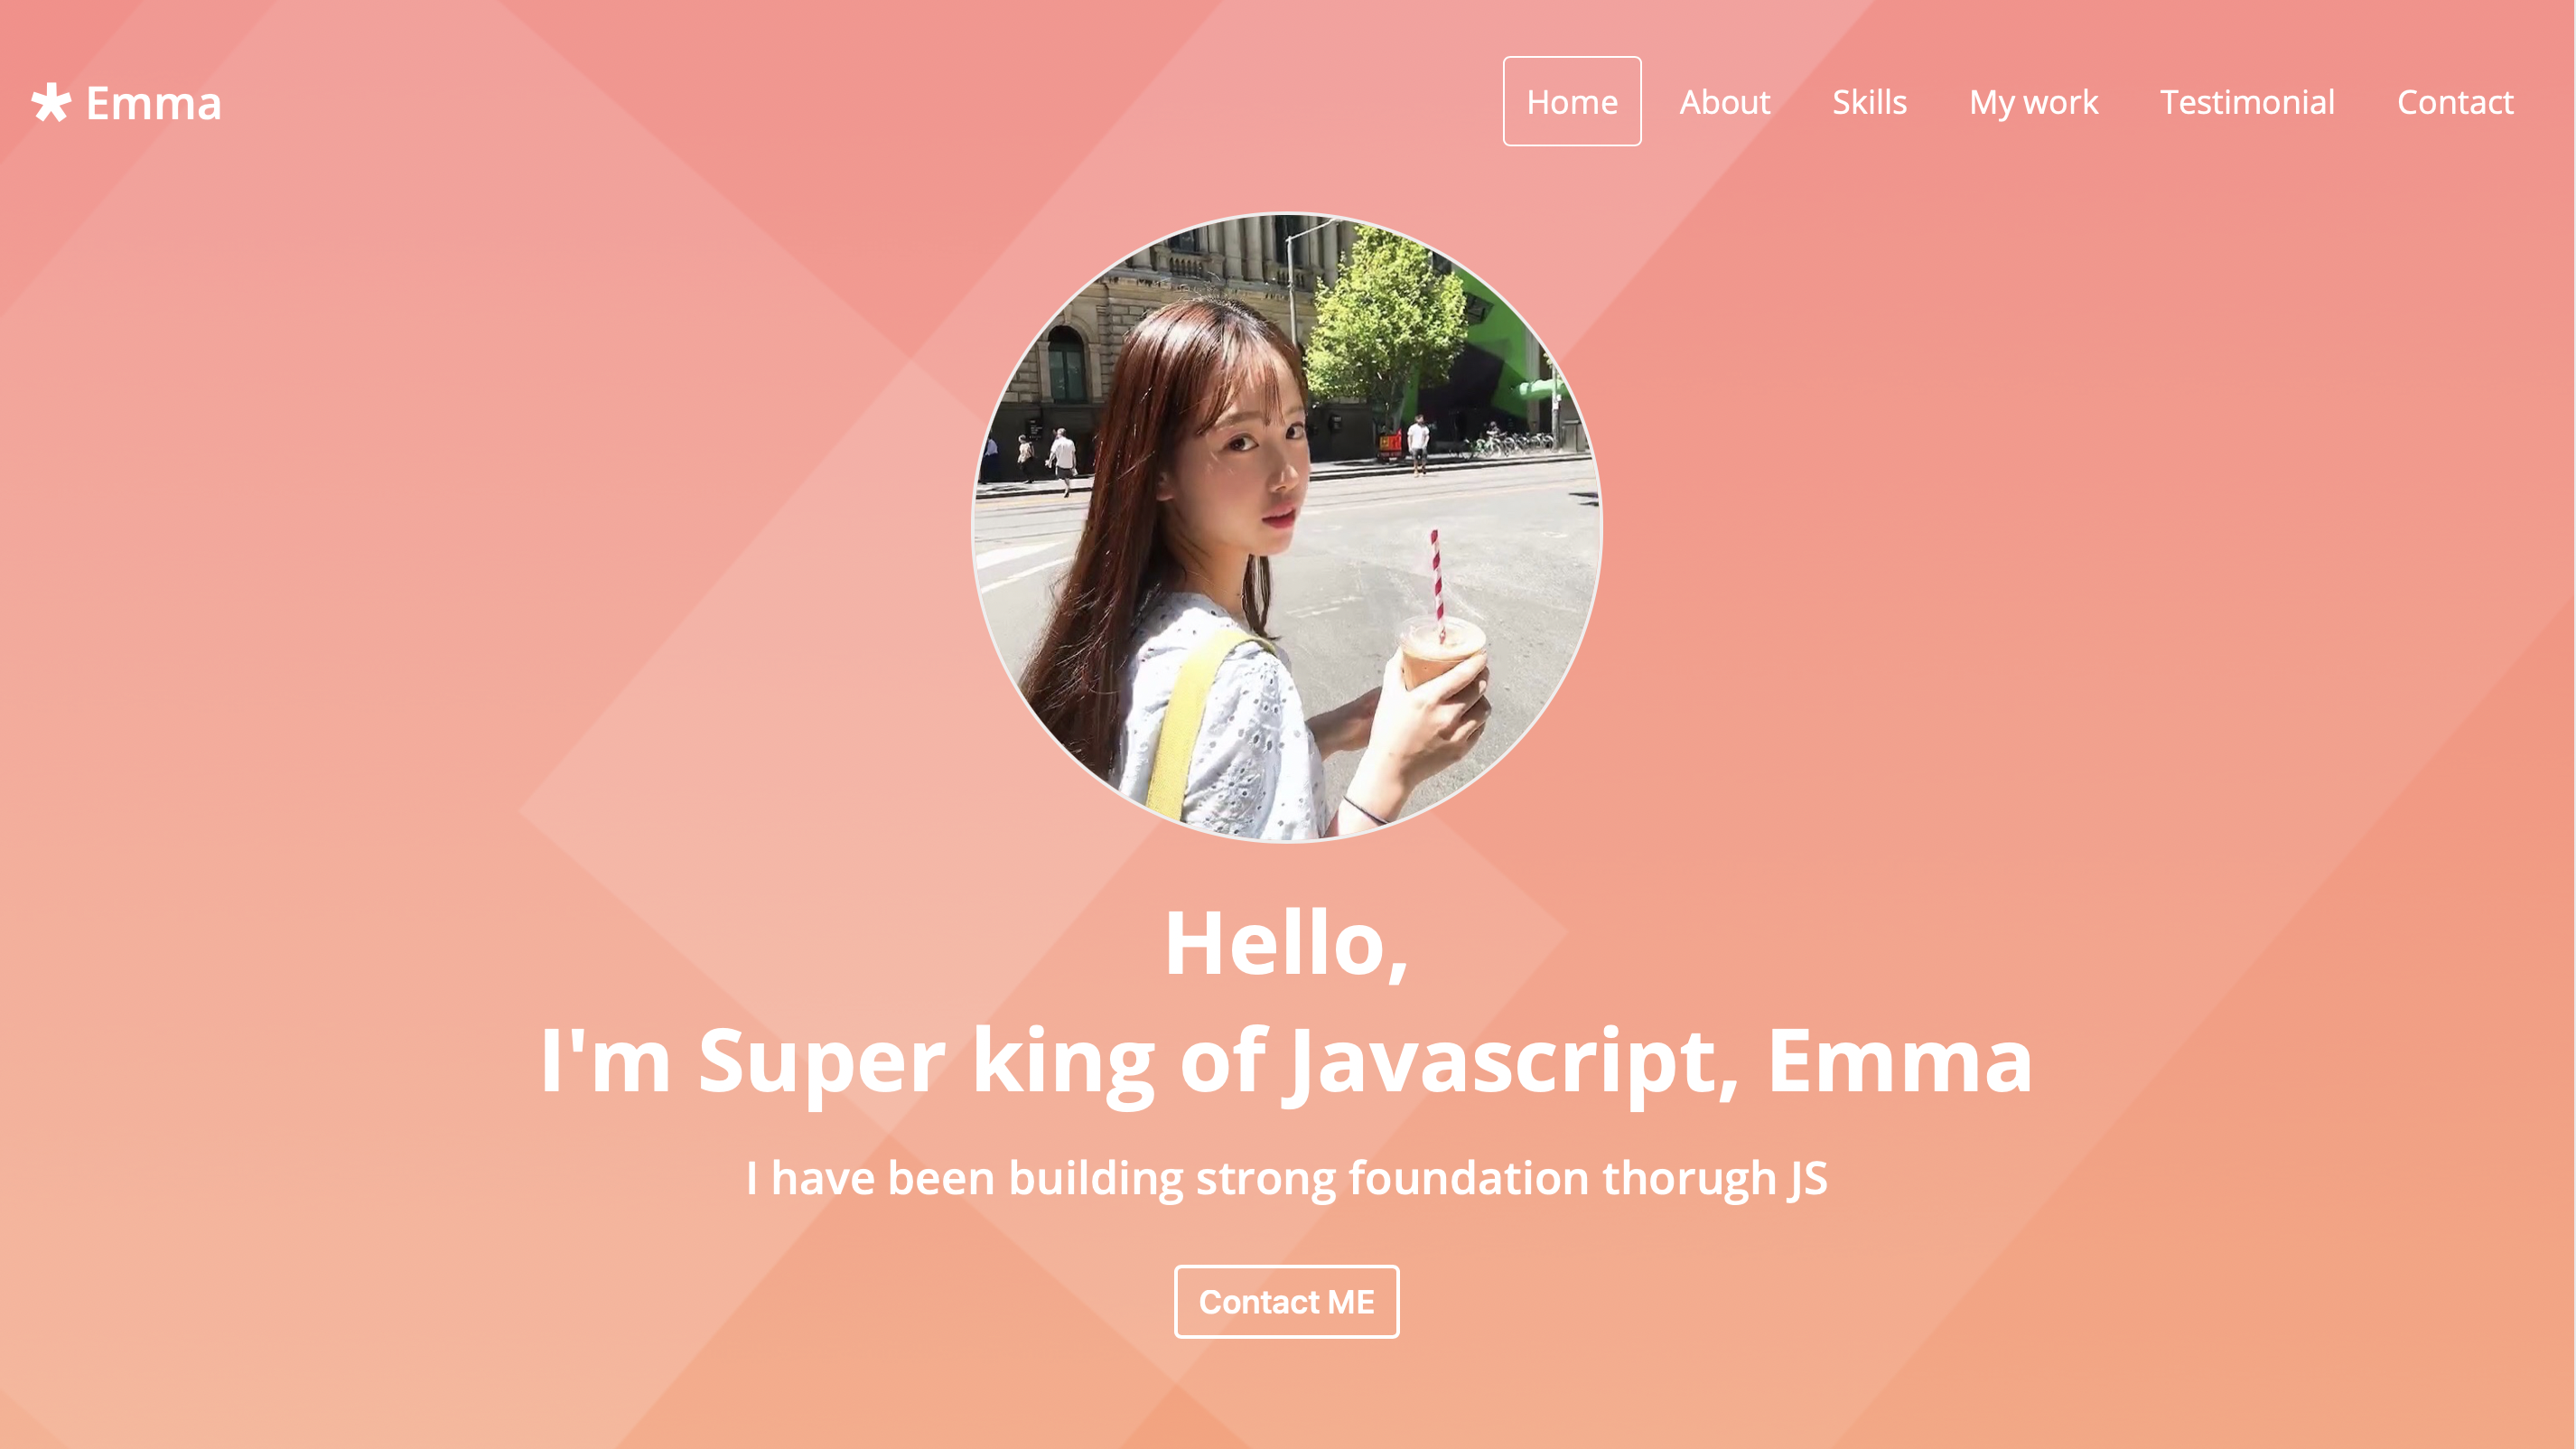 Emma
Home About Skills My work Testimonial Contact
Hello,
I'm Super king of Javascript, Emma
I have been building strong foundation thorugh JS
Contact ME